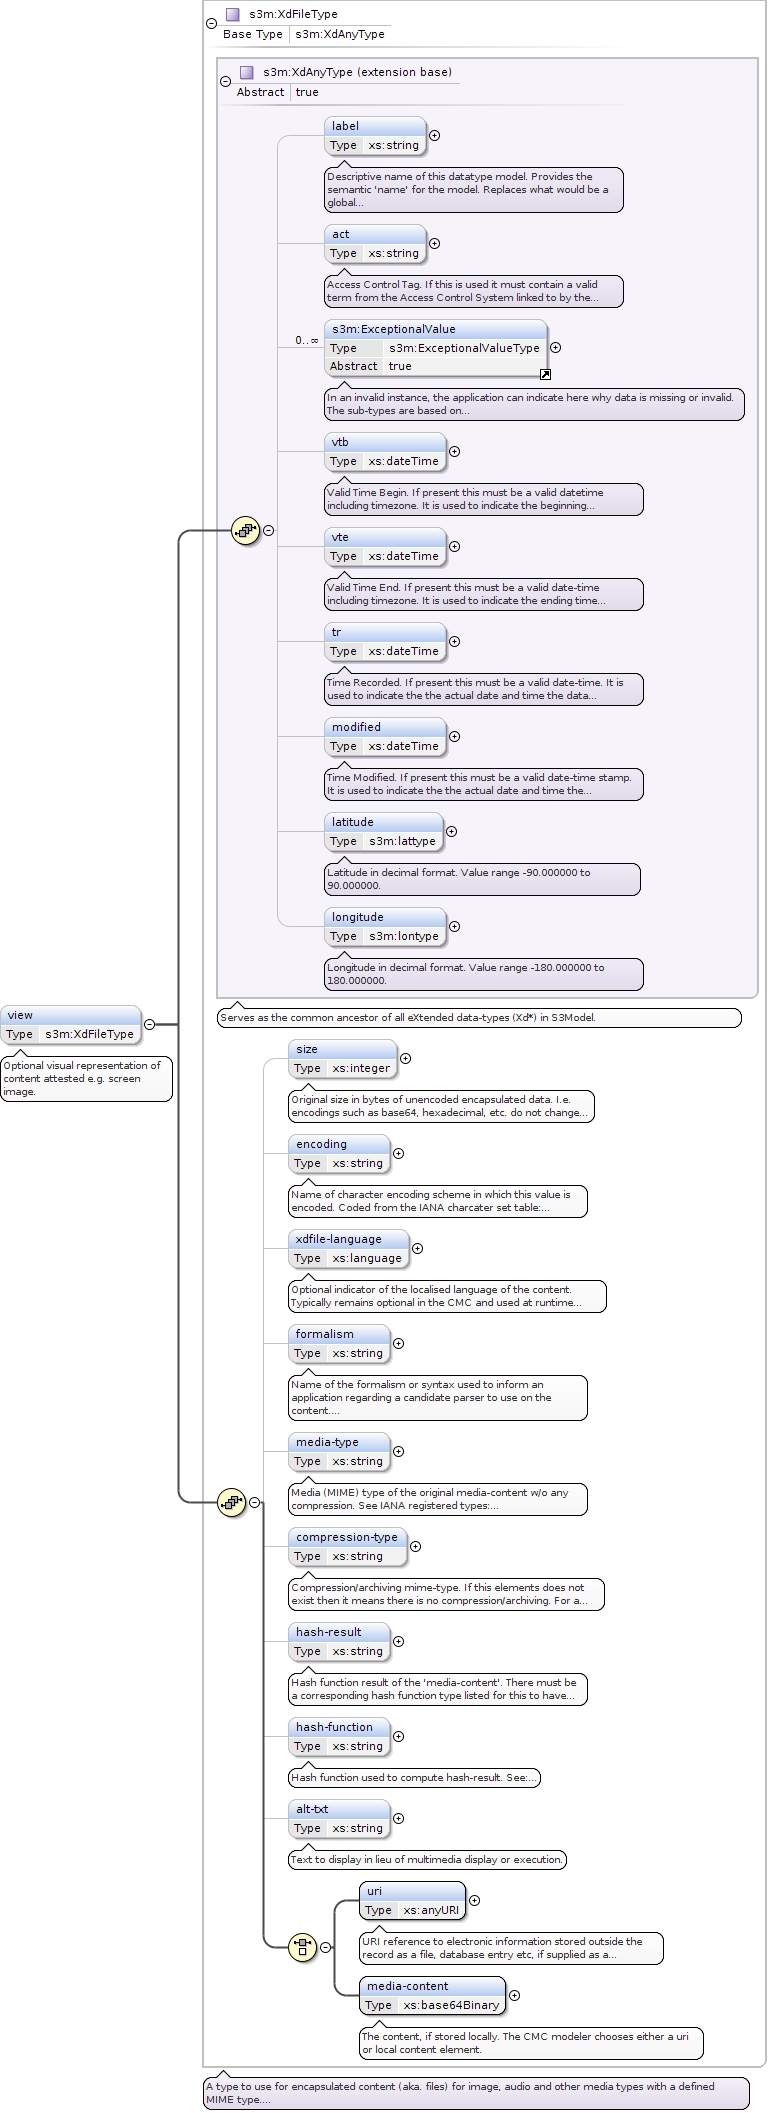 s3m:XdFileType
Base Type s3m:XdAnyType
s3m:XdAnyType (extension base)
Abstract true
label
Type xs:string
Descriptive name of this datatype model. Provides the
semantic 'name' for the model. Replaces what would be a
global...
act
Type xs:string
Access Control Tag. If this is used it must contain a valid
term from the Access Control System linked to by the...
0..∞
s3m:ExceptionalValue
Type s3m:ExceptionalValueType
Abstract true
In an invalid instance, the application can indicate here why data is missing or invalid.
The sub-types are based on...
vtb
Type xs:dateTime
Valid Time Begin. If present this must be a valid datetime
including timezone. It is used to indicate the beginning...
vte
Type xs:dateTime
Valid Time End. If present this must be a valid date-time
including timezone. It is used to indicate the ending time...
tr
Type xs:dateTime
Time Recorded. If present this must be a valid date-time. It is
used to indicate the the actual date and time the data...
modified
Type xs:dateTime
Time Modified. If present this must be a valid date-time stamp.
It is used to indicate the the actual date and time the...
latitude
Type s3m:lattype
Latitude in decimal format. Value range -90.000000 to
90.000000.
longitude
Type s3m:lontype
Longitude in decimal format. Value range -180.000000 to
180.000000.
Serves as the common ancestor of all eXtended data-types (Xd*) in S3Model.
view
Type s3m:XdFileType
Optional visual representation of
content attested e.g. screen
image.
size
Type xs:integer
Original size in bytes of unencoded encapsulated data. I.e.
encodings such as base64, hexadecimal, etc. do not change...
encoding
Type xs:string
Name of character encoding scheme in which this value is
encoded. Coded from the IANA charcater set table:...
xdfile-language
Type xs:language
Optional indicator of the localised language of the content.
Typically remains optional in the CMC and used at runtime...
formalism
Type xs:string
Name of the formalism or syntax used to inform an
application regarding a candidate parser to use on the
content....
media-type
Type xs:string
Media (MIME) type of the original media-content w/o any
compression. See IANA registered types:...
compression-type
Type xs:string
Compression/archiving mime-type. If this elements does not
exist then it means there is no compression/archiving. For a...
hash-result
Type xs:string
Hash function result of the 'media-content'. There must be
a corresponding hash function type listed for this to have...
hash-function
Type xs:string
Hash function used to compute hash-result. See:...
alt-txt
Type xs:string
Text to display in lieu of multimedia display or execution.
uri
Type xs:anyURI
URI reference to electronic information stored outside the
record as a file, database entry etc, if supplied as a...
media-content
Type xs:base64Binary
The content, if stored locally. The CMC modeler chooses either a uri
or local content element.
A type to use for encapsulated content (aka. files) for image, audio and other media types with a defined
MIME type....